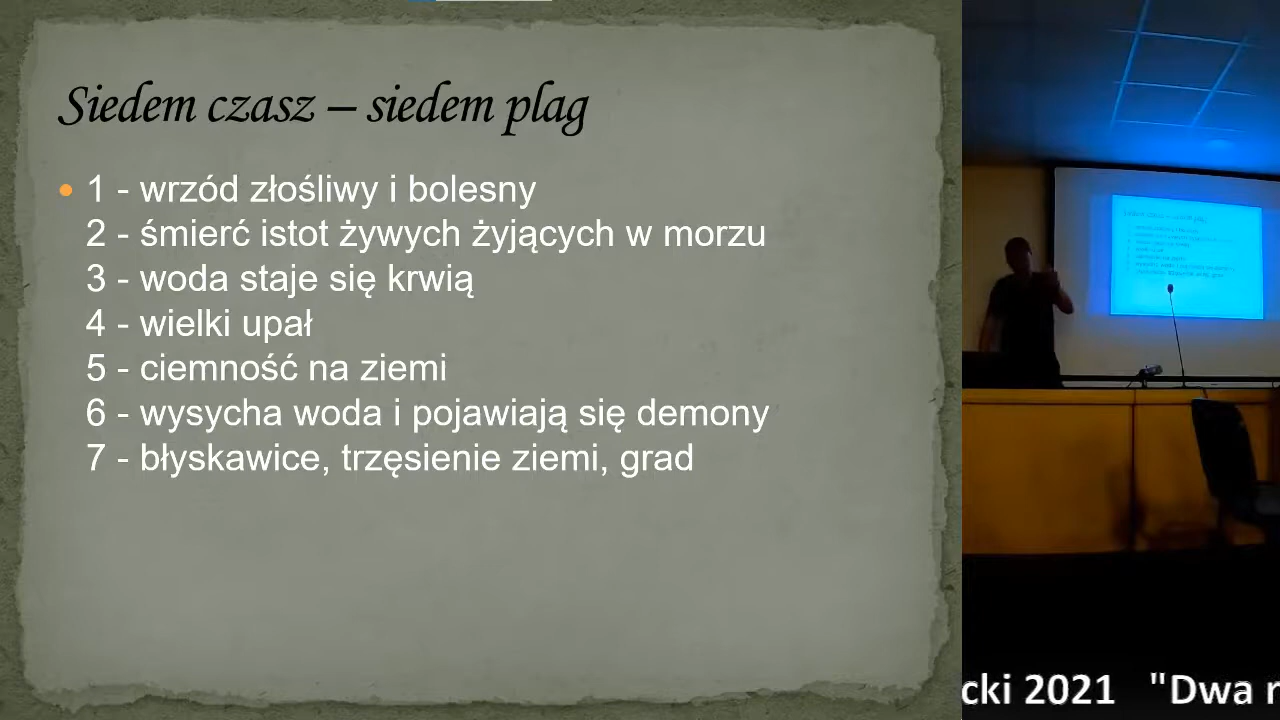 Siedem czasz – siedem plag
1 - wrzód złośliwy i bolesny
2 - śmierć istot żywych żyjących w morzu
3 - woda staje się krwią
4 - wielki upał
5 - ciemność na ziemi
6 - wysycha woda i pojawiają się demony
7 - błyskawice, trzęsienie ziemi, grad
cki 2021 "Dwa r